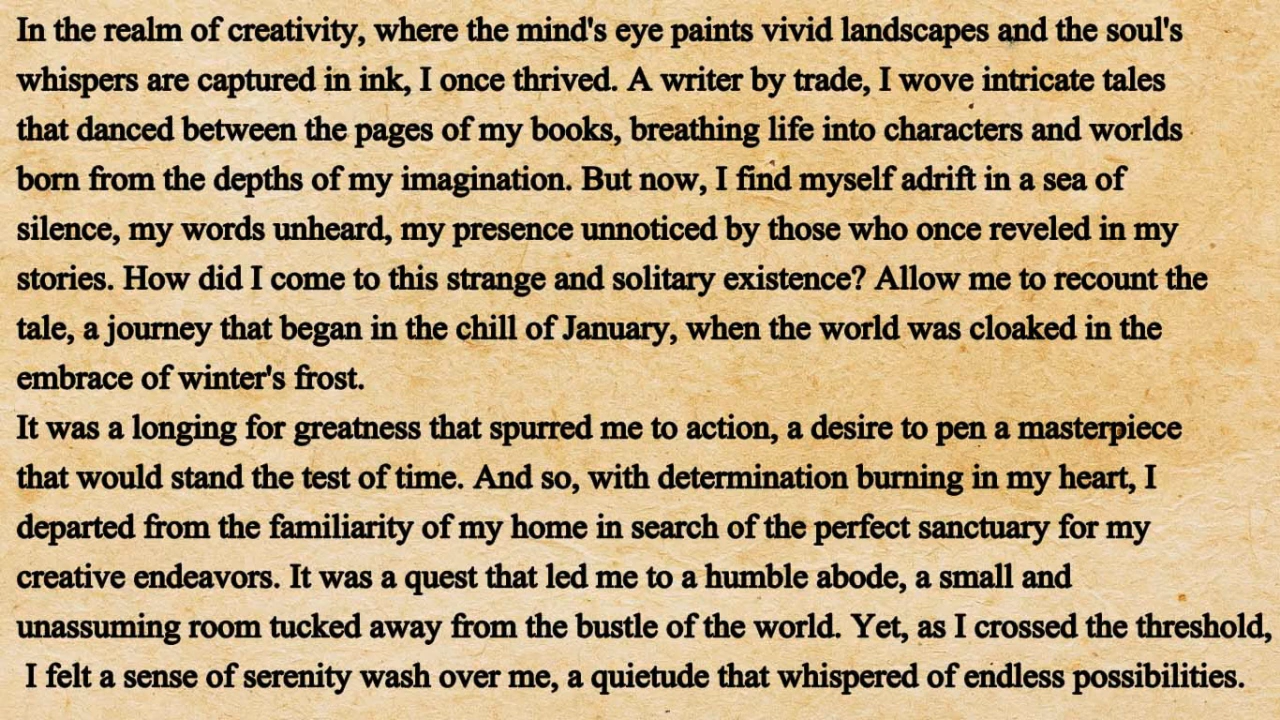 In the realm of creativity, where the mind's eye paints vivid landscapes and the soul's
whispers are captured in ink, I once thrived. A writer by trade, I wove intricate tales
that danced between the pages of my books, breathing life into characters and worlds
born from the depths of my imagination. But now, I find myself adrift in a sea of
silence, my words unheard, my presence unnoticed by those who once reveled in my
stories. How did I come to this strange and solitary existence? Allow me to recount the
tale, a journey that began in the chill of January, when the world was cloaked in the
embrace of winter's frost.
It was a longing for greatness that spurred me to action, a desire to pen a masterpiece
that would stand the test of time. And so, with determination burning in my heart, I
departed from the familiarity of my home in search of the perfect sanctuary for my
creative endeavors. It was a quest that led me to a humble abode, a small and
unassuming room tucked away from the bustle of the world. Yet, as I crossed the threshold,
I felt a sense of serenity wash over me, a quietude that whispered of endless possibilities.